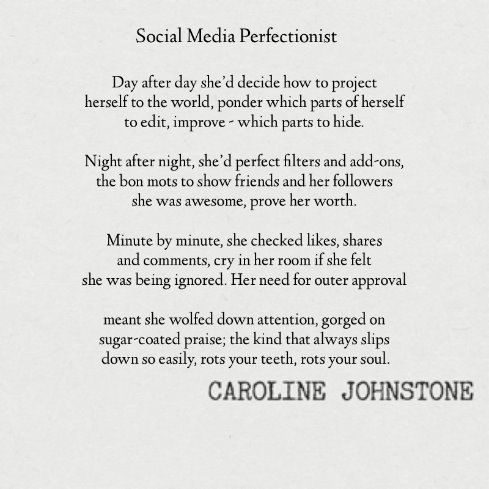 Social Media Perfectionist
Day after day she'd decide how to project
herself to the world, ponder which parts of herself
to edit, improve - which parts to hide.
Night after night, she'd perfect filters and add-ons,
the bon mots to show friends and her followers
she was awesome, prove her worth.
Minute by minute, she checked likes, shares
and comments, cry in her room if she felt
she was being ignored. Her need for outer approval
meant she wolfed down attention, gorged on
sugar-coated praise; the kind that always slips
down so easily, rots your teeth, rots your soul.
CAROLINE JOHNSTONE